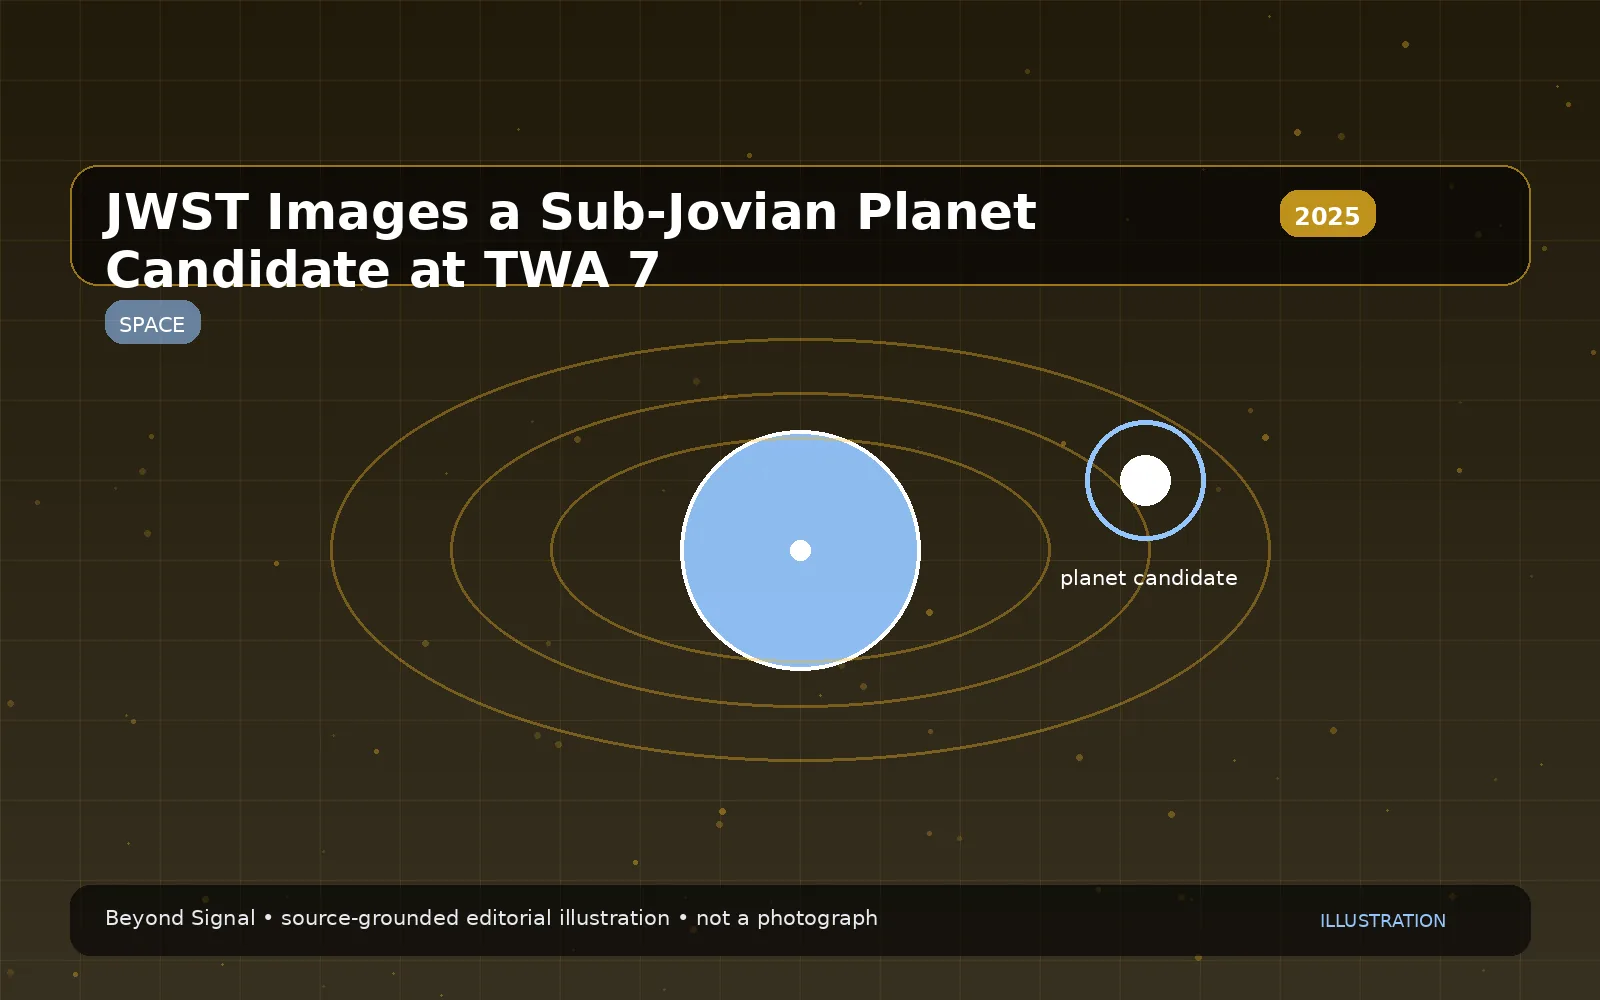 JWST Images a Sub-Jovian Planet
Candidate at TWA 7
2025
SPACE
planet candidate
Beyond Signal • source-grounded editorial illustration • not a photograph
ILLUSTRATION